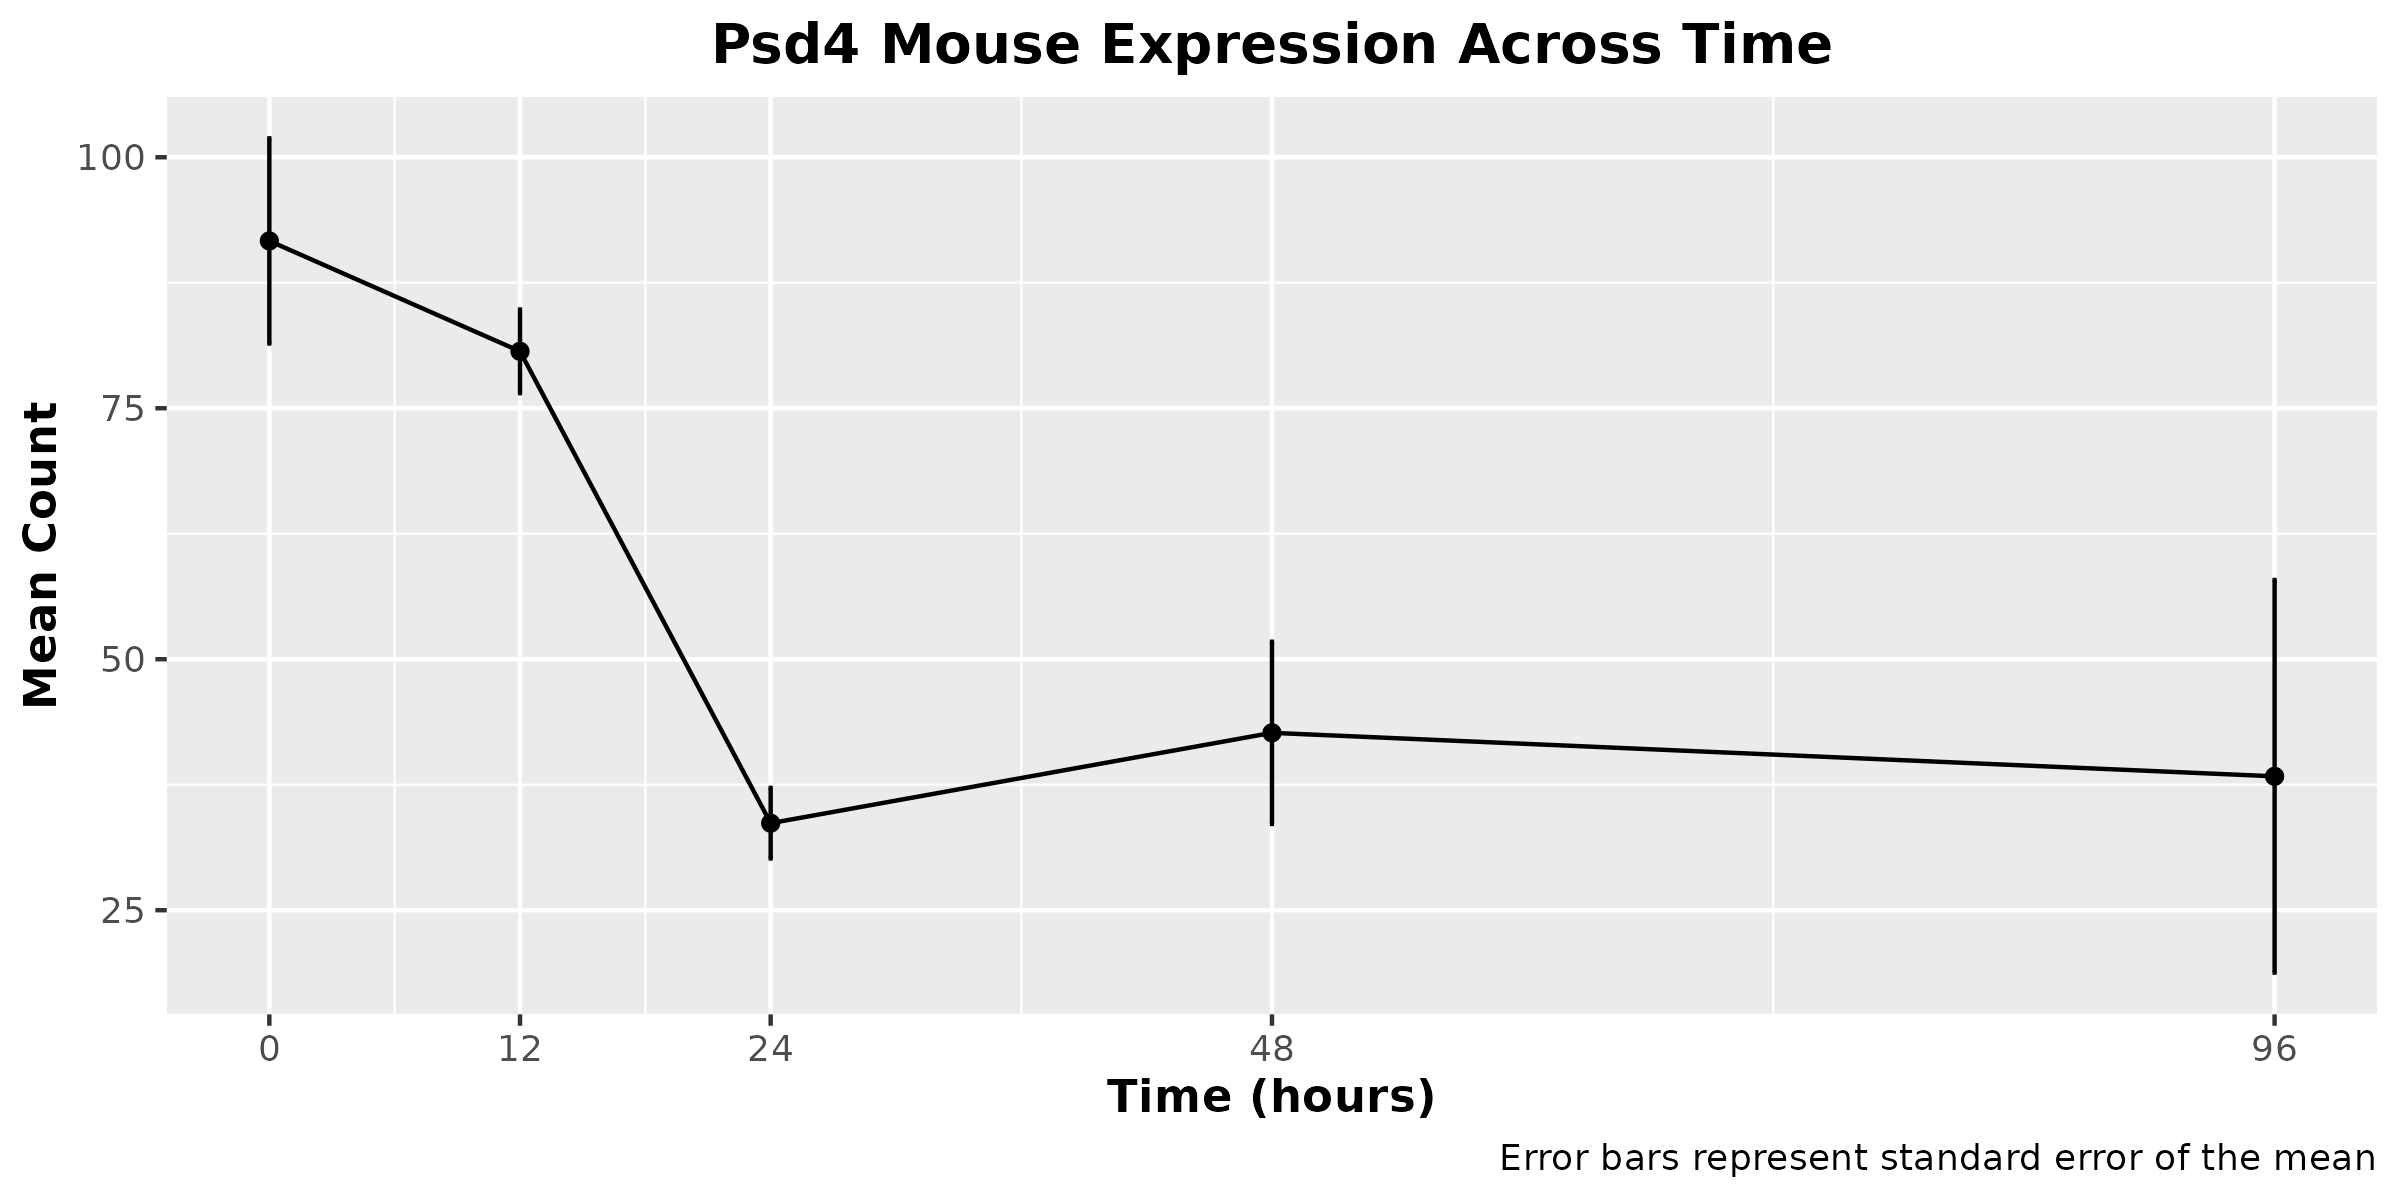 Psd4 Mouse Expression Across Time
Mean Count
100
75
50
25
0 12 24 48 96
Time (hours)
Error bars represent standard error of the mean